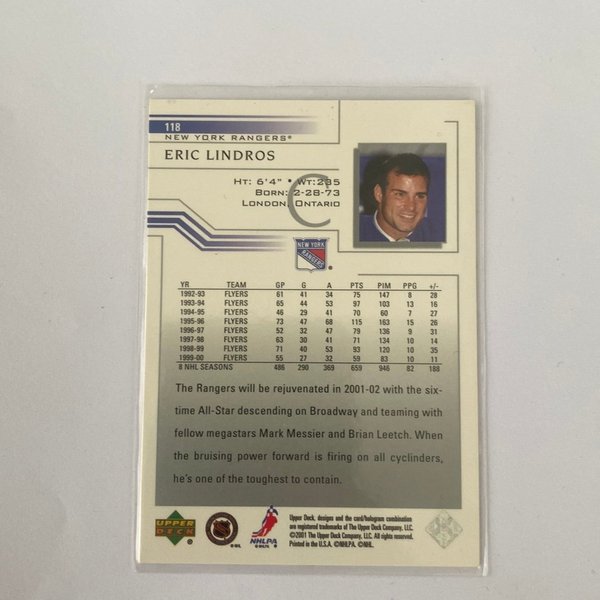 118
NEW YORK RANGERS®
ERIC LINDROS
HT: 6'4" • WT:235
BORN: 2-28-73
LONDON, ONTARIO
C
NEW YORK
RANGERS
®
YR TEAM GP G A PTS PIM PPG +/-
1992-93 FLYERS 61 41 34 75 147 8 28
1993-94 FLYERS 65 44 53 97 103 13 16
1994-95 FLYERS 46 29 41 70 60 7 27
1995-96 FLYERS 73 47 68 115 163 15 26
1996-97 FLYERS 52 32 47 79 136 9 31
1997-98 FLYERS 63 30 41 71 134 10 14
1998-99 FLYERS 71 40 53 93 120 10 35
1999-00 FLYERS 55 27 32 59 83 10 11
8 NHL SEASONS 486 290 369 659 946 82 188
The Rangers will be rejuvenated in 2001-02 with the six-
time All-Star descending on Broadway and teaming with
fellow megastars Mark Messier and Brian Leetch. When
the bruising power forward is firing on all cyclinders,
he's one of the toughest to contain.
UPPER
DECK
®
NHL
©NHL
NHLPA
©NHLPA
Upper Deck, designs and the card/hologram combination
are registered trademarks of The Upper Deck Company, LLC.
©2001 The Upper Deck Company, LLC. All rights reserved.
Printed in the U.S.A. ©NHLPA. ©NHL.